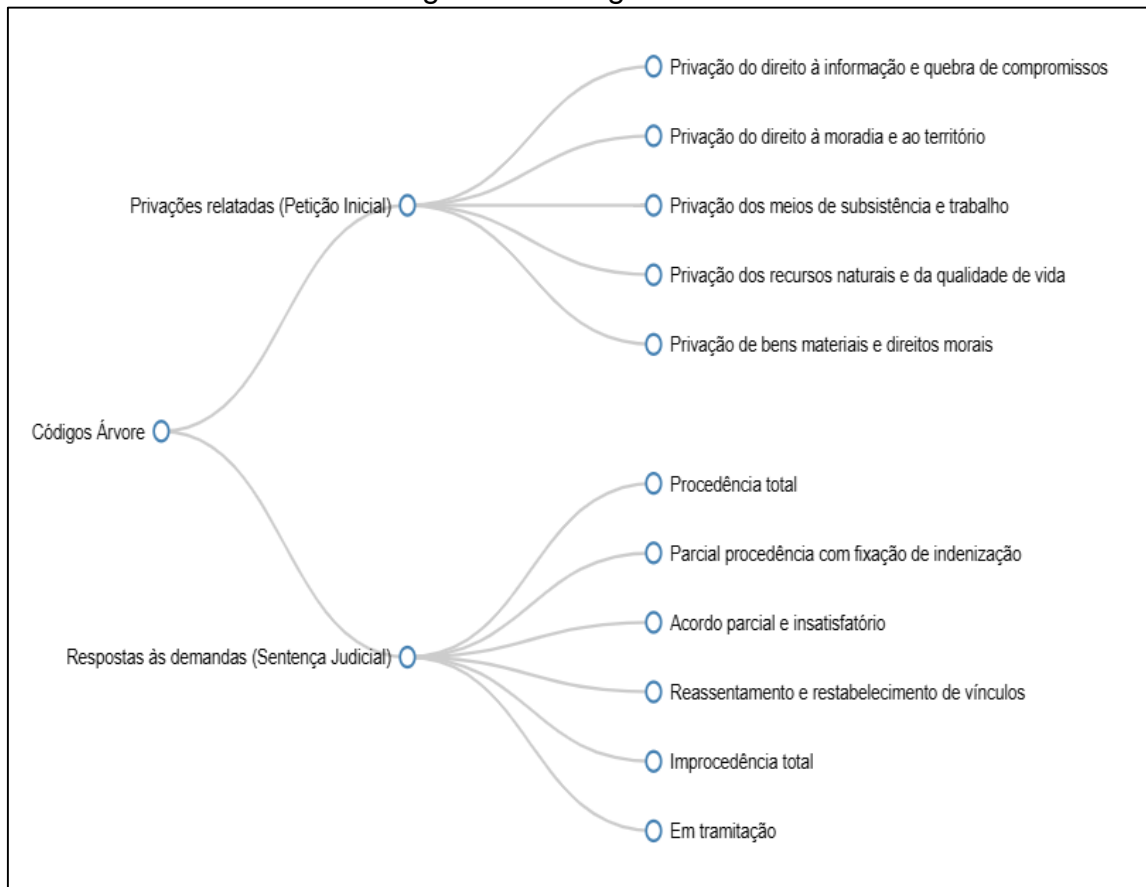 Privação do direito à informação e quebra de compromissos
Privação do direito à moradia e ao território
Privações relatadas (Petição Inicial)
Privação dos meios de subsistência e trabalho
Privação dos recursos naturais e da qualidade de vida
Privação de bens materiais e direitos morais
Códigos Árvore
Procedência total
Parcial procedência com fixação de indenização
Acordo parcial e insatisfatório
Respostas às demandas (Sentença Judicial)
Reassentamento e restabelecimento de vínculos
Improcedência total
Em tramitação